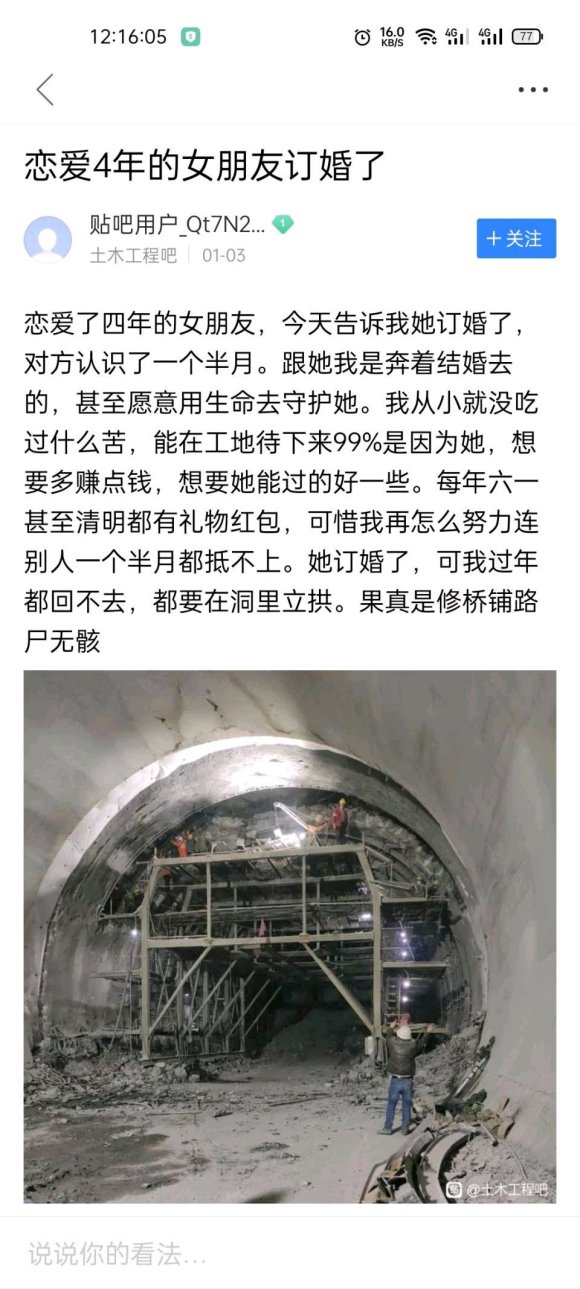 12:16:05
16.0
KB/S
4G
4G
77
恋爱4年的女朋友订婚了
贴吧用户_Qt7N2...
1
土木工程吧
01-03
+关注
恋爱了四年的女朋友，今天告诉我她订婚了，
对方认识了一个半月。跟她我是奔着结婚去
的，甚至愿意用生命去守护她。我从小就没吃
过什么苦，能在工地待下来99%是因为她，想
要多赚点钱，想要她能过的好一些。每年六一
甚至清明都有礼物红包，可惜我再怎么努力连
别人一个半月都抵不上。她订婚了，可我过年
都回不去，都要在洞里立拱。果真是修桥铺路
尸无骸
贴 @土木工程吧
说说你的看法...